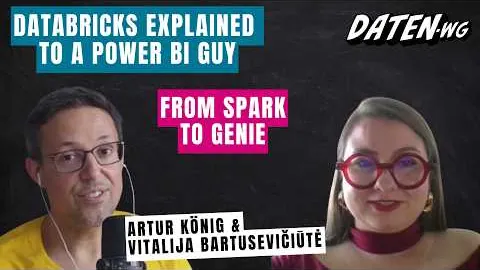 DATABRICKS EXPLAINED
TO A POWER BI GUY
DATEN-WG
FROM SPARK
TO GENIE
ARTUR KÖNIG &
VITALIJA BARTUSEVIČIŪTĖ